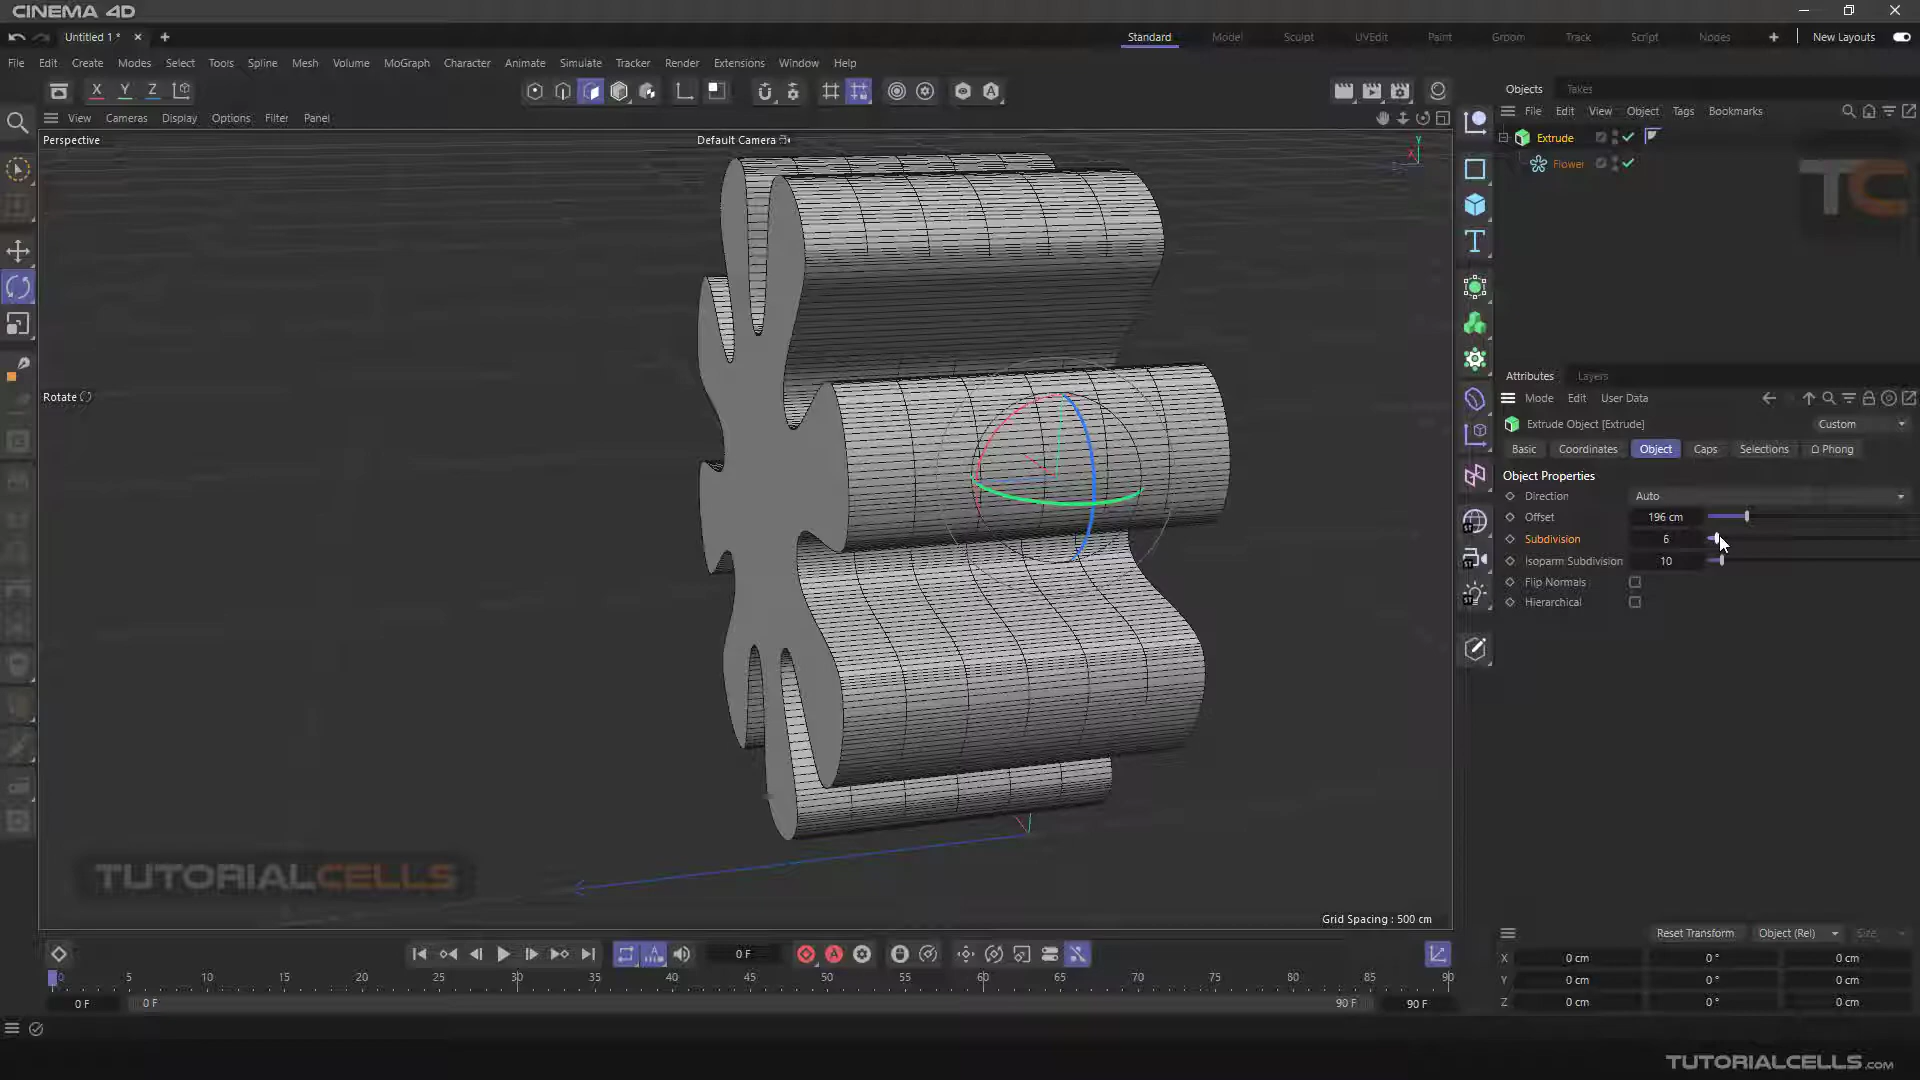 CINEMA 4D
Untitled 1 *
Standard Model Sculpt UVEdit Paint Groom Track Script Nodes New Layouts
File Edit Create Modes Select Tools Spline Mesh Volume MoGraph Character Animate Simulate Tracker Render Extensions Window Help
X Y Z
View Cameras Display Options Filter Panel
Perspective
Default Camera
Y
X
Rotate
Grid Spacing : 500 cm
TUTORIALCELLS
Objects Takes
File Edit View Object Tags Bookmarks
Extrude
Flower
TC
Attributes Layers
Mode Edit User Data
Extrude Object [Extrude] Custom
Basic Coordinates Object Caps Selections Phong
Object Properties
Direction Auto
Offset 196 cm
Subdivision 6
Isoparm Subdivision 10
Flip Normals
Hierarchical
Reset Transform Object (Rel) Size
X 0 cm 0 ° 0 cm
Y 0 cm 0 ° 0 cm
Z 0 cm 0 ° 0 cm
0 F
0 5 10 15 20 25 30 35 40 45 50 55 60 65 70 75 80 85 90
0 F 0 F 90 F 90 F
TUTORIALCELLS.com